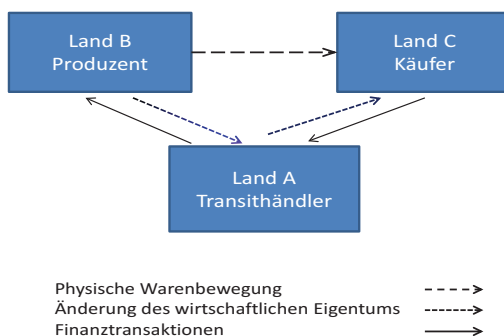 Land B
Produzent
Land C
Käufer
Land A
Transithändler
Physische Warenbewegung
Änderung des wirtschaftlichen Eigentums
Finanztransaktionen